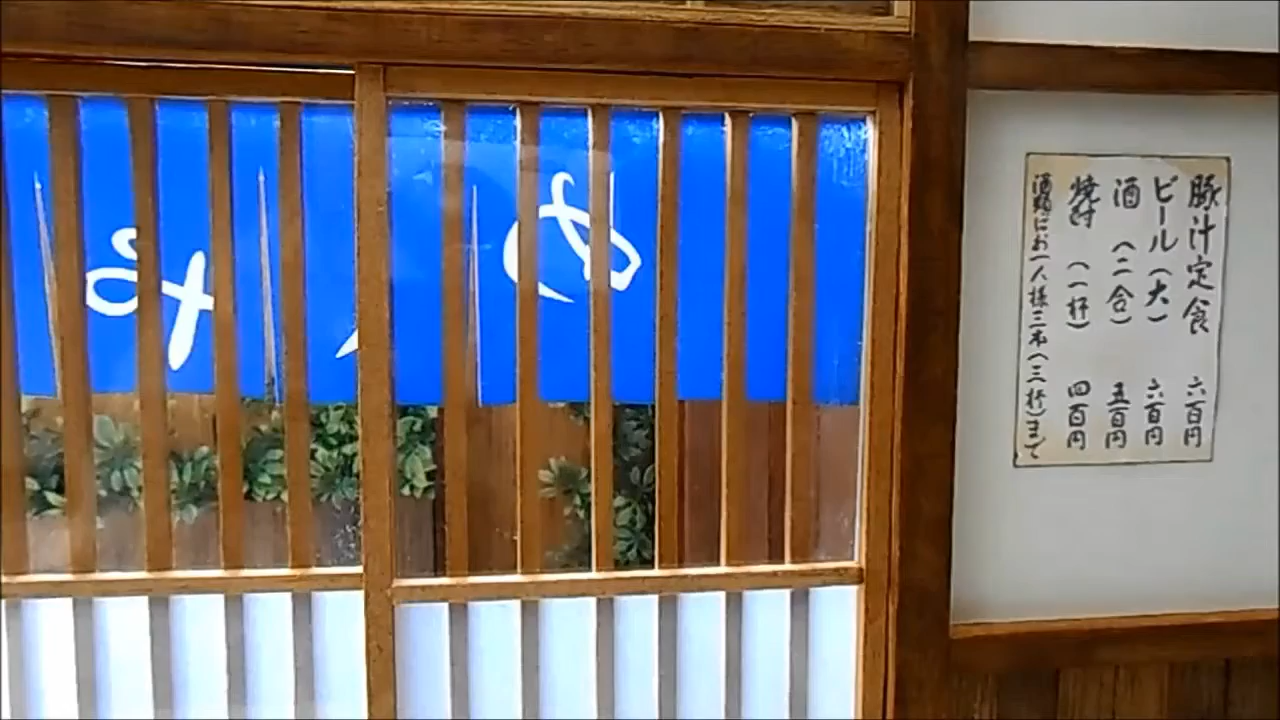 豚汁定食 六百円
ビール(大) 六百円
酒 (二合) 五百円
焼酎 (一杯) 四百円
酒類はお一人様三本(三杯)まで
め